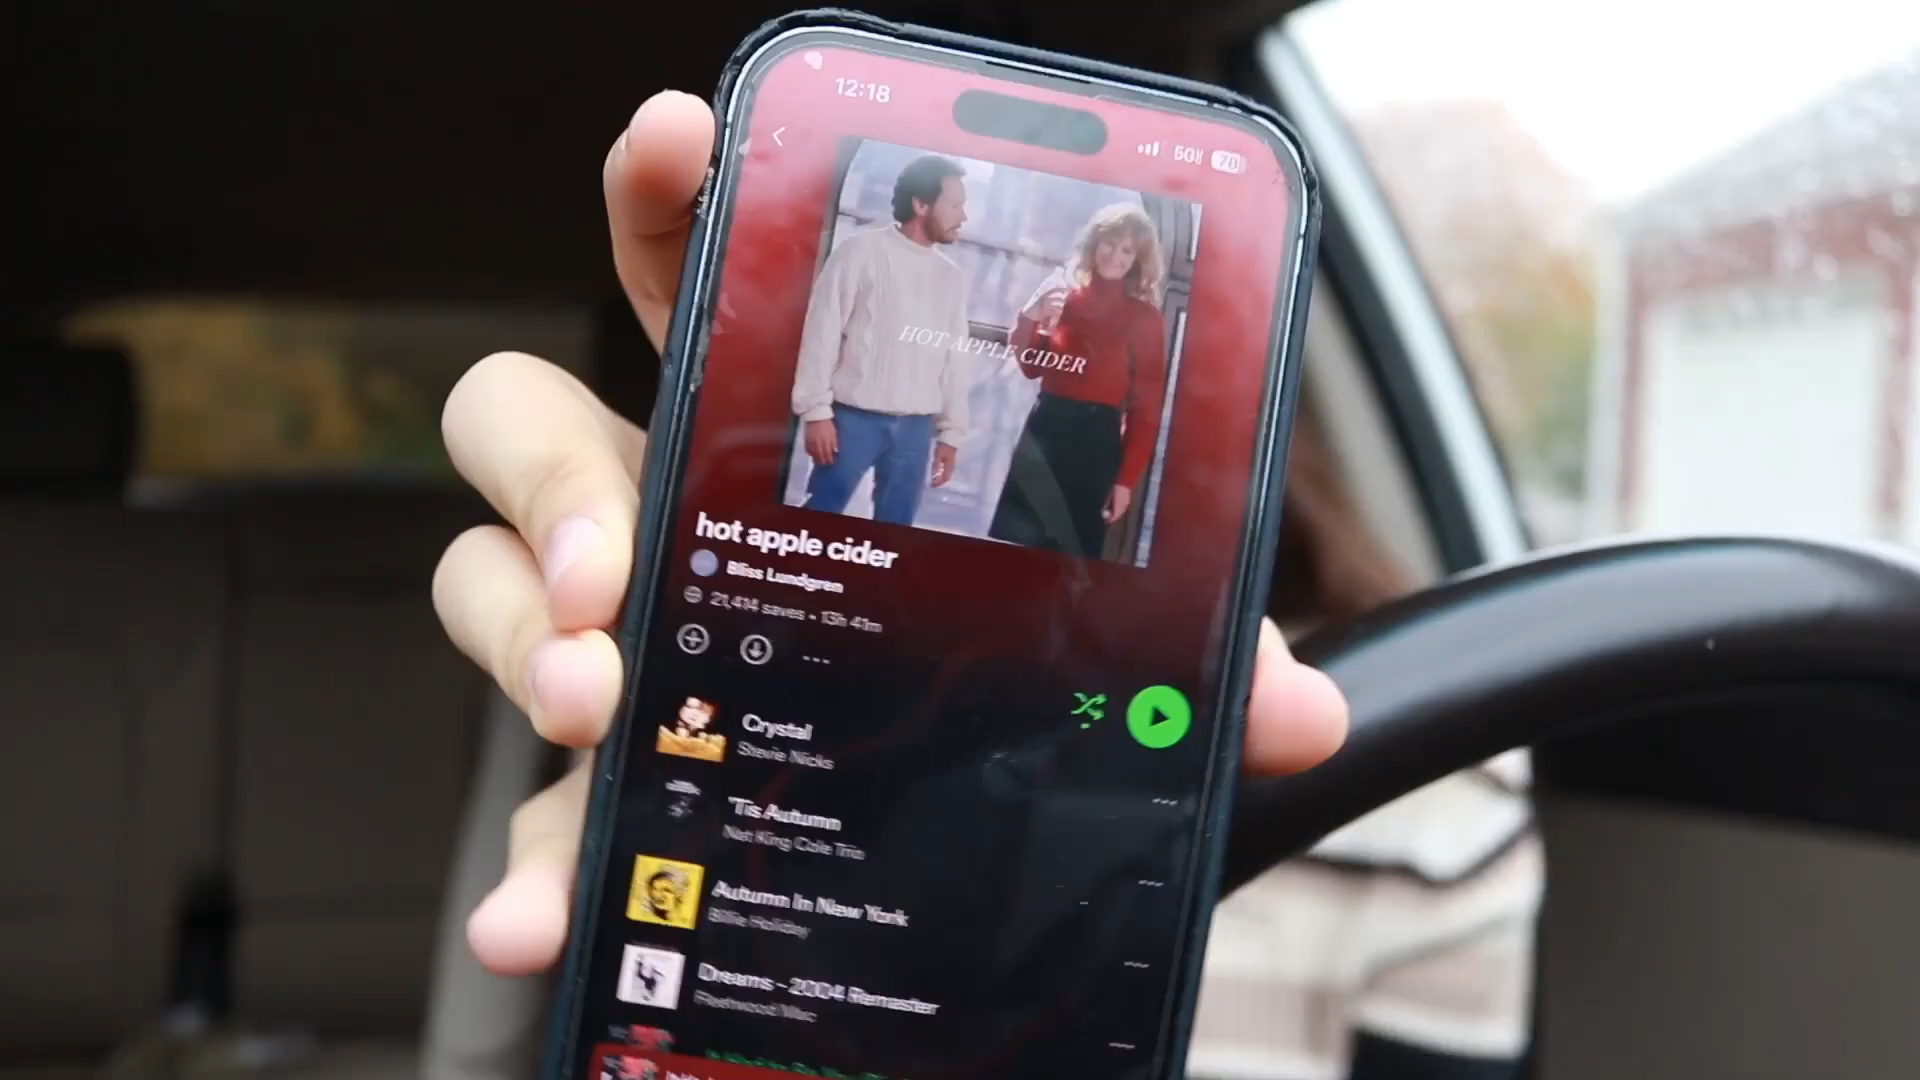 12:18
5G
70
HOT APPLE CIDER
hot apple cider
Bliss Lundgren
21,414 saves • 13h 41m
Crystal
Stevie Nicks
'Tis Autumn
Nat King Cole Trio
Autumn In New York
Billie Holiday
Dreams - 2004 Remaster
Fleetwood Mac